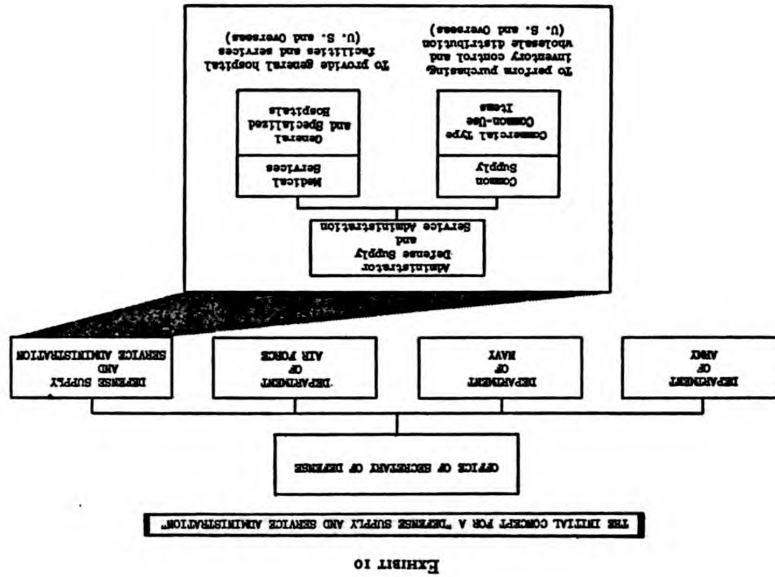 EXHIBIT 10
THE INITIAL CONCEPT FOR A "DEFENSE SUPPLY AND SERVICE ADMINISTRATION"
OFFICE OF SECRETARY OF DEFENSE
DEPARTMENT
OF
ARMY
DEPARTMENT
OF
NAVY
DEPARTMENT
OF
AIR FORCE
DEFENSE SUPPLY
AND
SERVICE ADMINISTRATION
Administrator
Defense Supply
and
Service Administration
Common
Supply
Commercial Type
Common-Use
Items
To perform purchasing,
inventory control and
wholesale distribution
(U. S. and Overseas)
Medical
Services
General
and Specialized
Hospitals
To provide general hospital
facilities and services
(U. S. and Overseas)